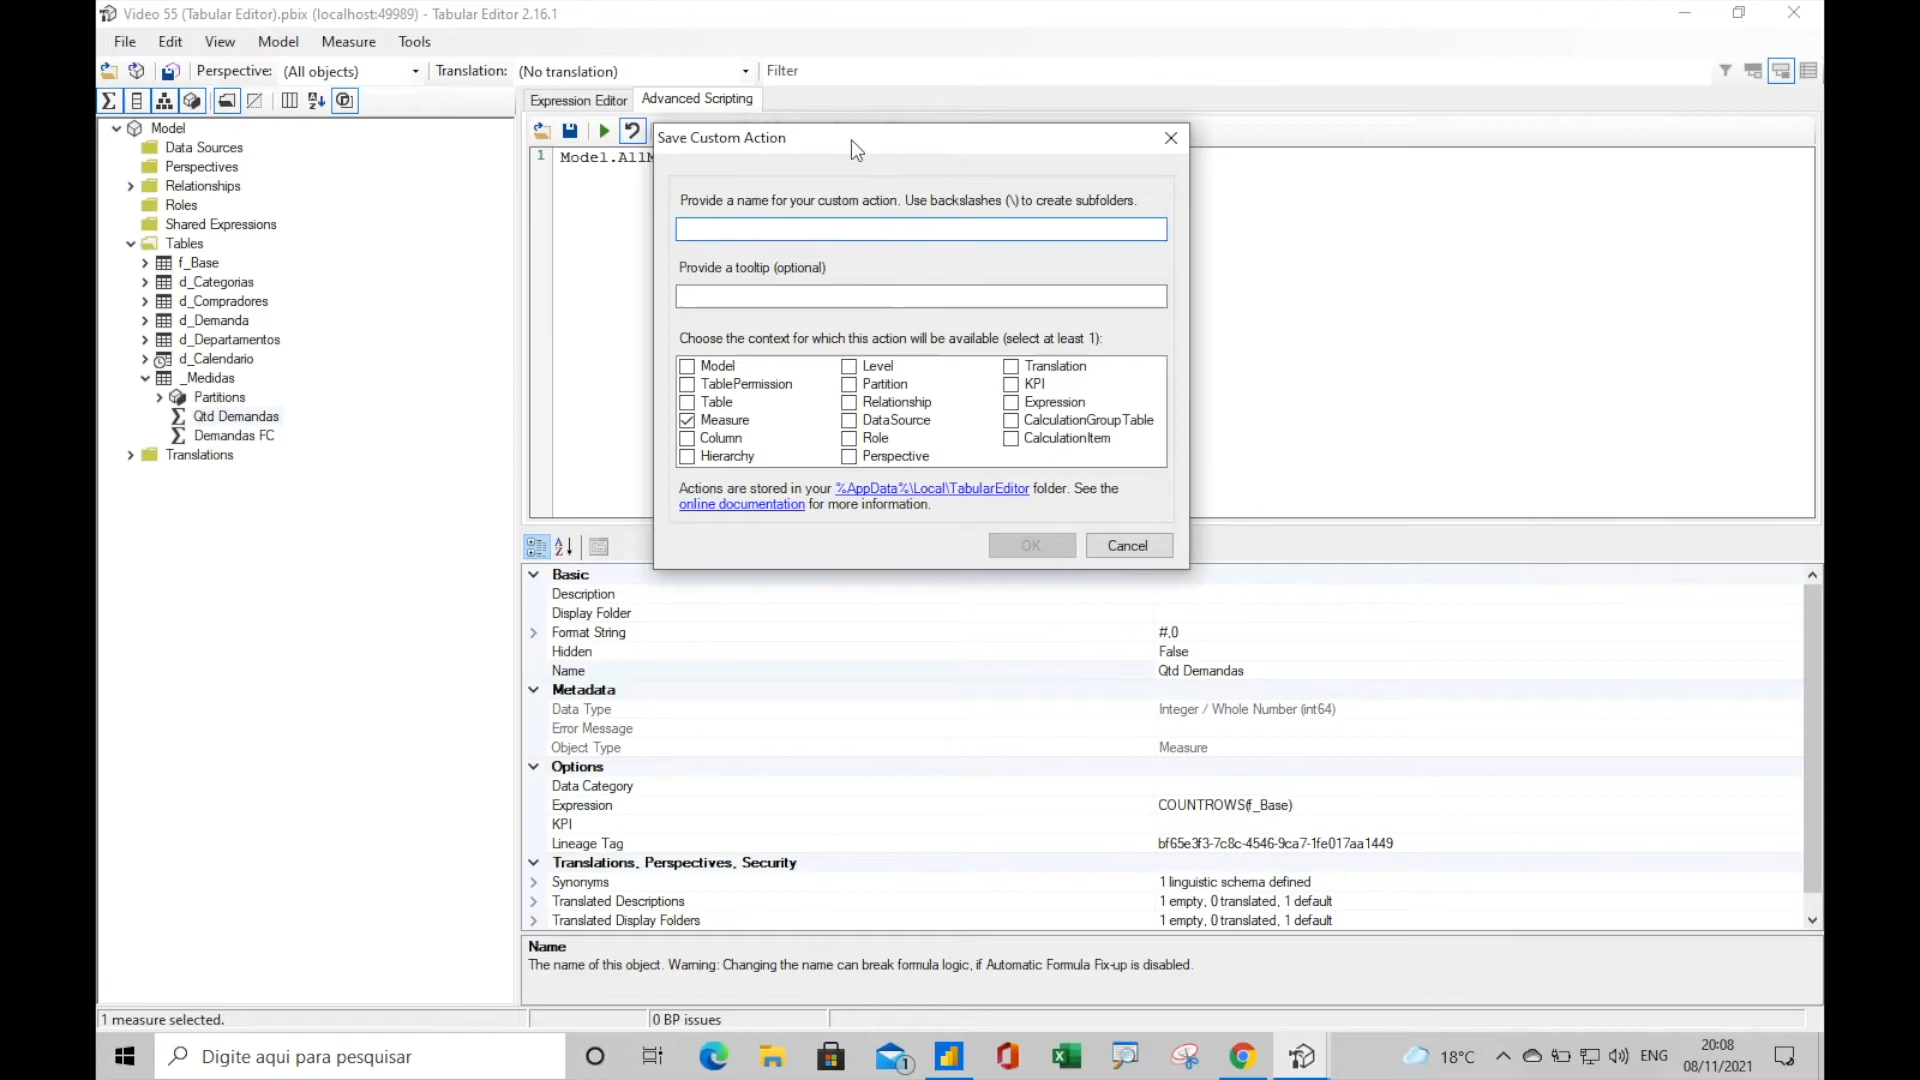 Video 55 (Tabular Editor).pbix (localhost:49989) - Tabular Editor 2.16.1
File Edit View Model Measure Tools
Perspective: (All objects) Translation: (No translation) Filter
Expression Editor Advanced Scripting
Model
Data Sources
Perspectives
Relationships
Roles
Shared Expressions
Tables
f_Base
d_Categorias
d_Compradores
d_Demanda
d_Departamentos
d_Calendario
_Medidas
Partitions
Qtd Demandas
Demandas FC
Translations
1 Model.AllM
Save Custom Action
Provide a name for your custom action. Use backslashes (\) to create subfolders.
Provide a tooltip (optional)
Choose the context for which this action will be available (select at least 1):
Model Level Translation
TablePermission Partition KPI
Table Relationship Expression
Measure DataSource CalculationGroupTable
Column Role CalculationItem
Hierarchy Perspective
Actions are stored in your %AppData%\Local\TabularEditor folder. See the
online documentation for more information.
OK Cancel
Basic
Description
Display Folder
Format String #,0
Hidden False
Name Qtd Demandas
Metadata
Data Type Integer / Whole Number (int64)
Error Message
Object Type Measure
Options
Data Category
Expression COUNTROWS(f_Base)
KPI
Lineage Tag bf65e3f3-7c8c-4546-9ca7-1fe017aa1449
Translations, Perspectives, Security
Synonyms 1 linguistic schema defined
Translated Descriptions 1 empty, 0 translated, 1 default
Translated Display Folders 1 empty, 0 translated, 1 default
Name
The name of this object. Warning: Changing the name can break formula logic, if Automatic Formula Fix-up is disabled.
1 measure selected. 0 BP issues
Digite aqui para pesquisar 1 18°C ENG 20:08
08/11/2021